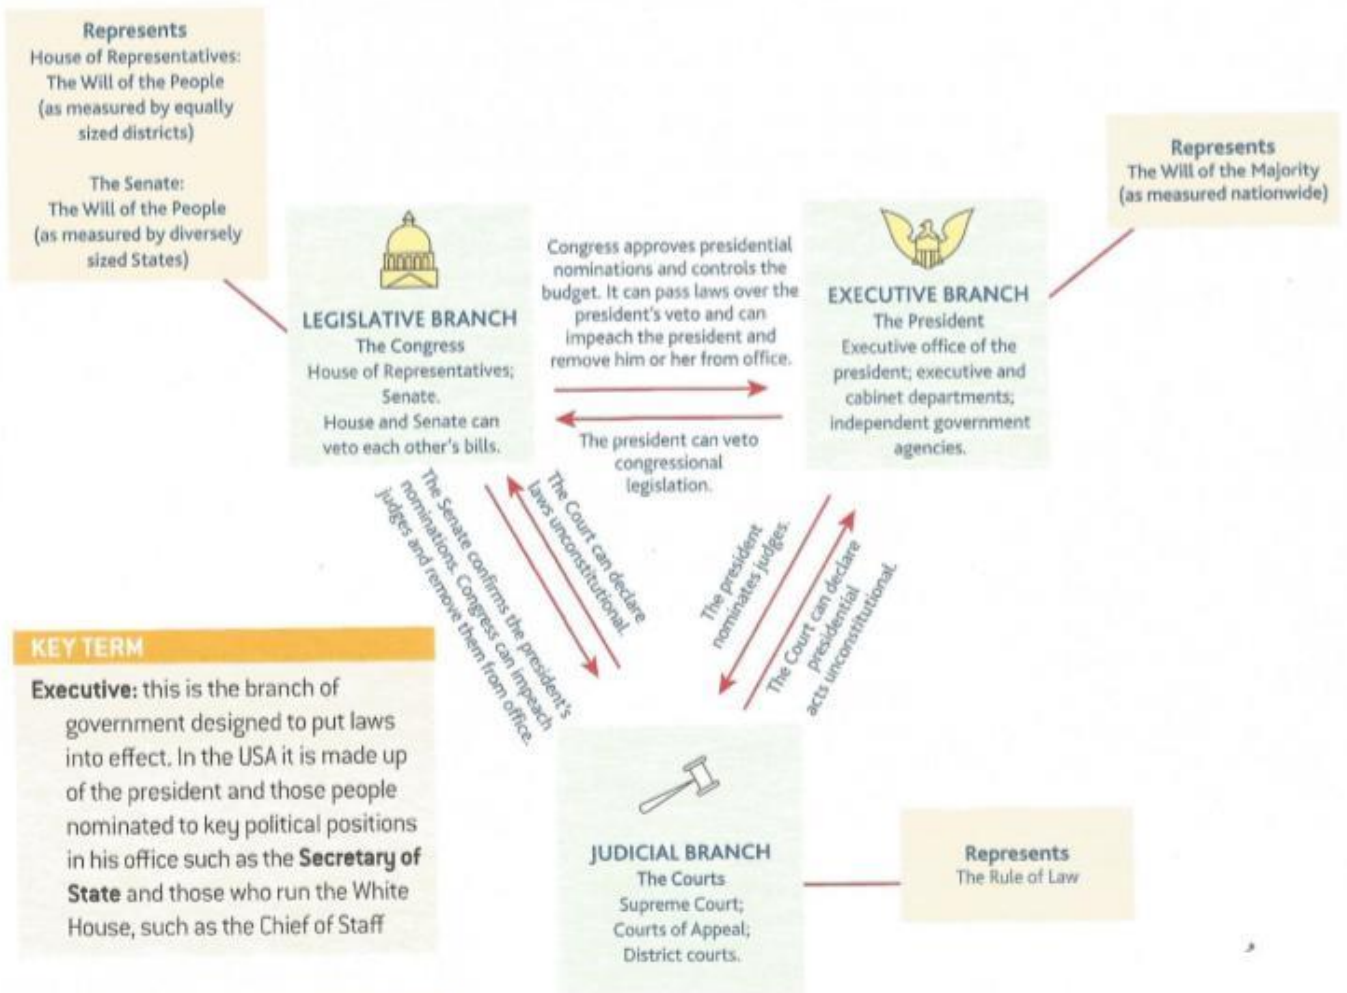 Represents
House of Representatives:
The Will of the People
(as measured by equally
sized districts)
The Senate:
The Will of the People
(as measured by diversely
sized States)
Represents
The Will of the Majority
(as measured nationwide)
LEGISLATIVE BRANCH
The Congress
House of Representatives;
Senate.
House and Senate can
veto each other's bills.
Congress approves presidential
nominations and controls the
budget. It can pass laws over the
president's veto and can
impeach the president and
remove him or her from office.
The president can veto
congressional
legislation.
EXECUTIVE BRANCH
The President
Executive office of the
president; executive and
cabinet departments;
independent government
agencies.
The Senate confirms the president's
nominations. Congress can impeach
judges and remove them from office.
The Court can declare
laws unconstitutional.
The president
nominates judges.
The Court can declare
presidential
acts unconstitutional.
KEY TERM
Executive: this is the branch of
government designed to put laws
into effect. In the USA it is made up
of the president and those people
nominated to key political positions
in his office such as the Secretary of
State and those who run the White
House, such as the Chief of Staff
JUDICIAL BRANCH
The Courts
Supreme Court;
Courts of Appeal;
District courts.
Represents
The Rule of Law